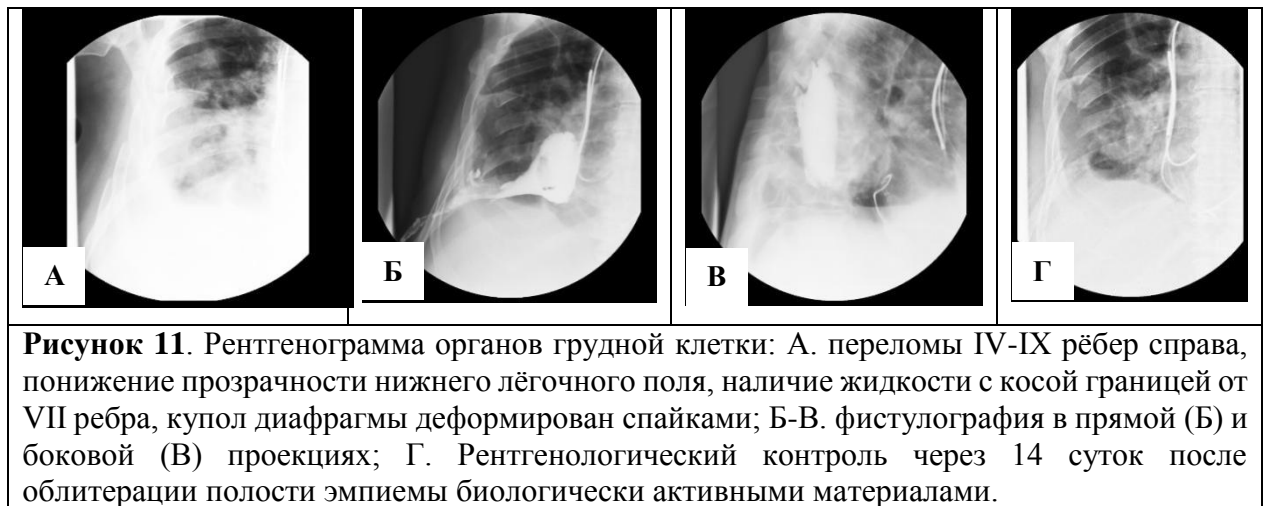 А
Б
В
Г
Рисунок 11. Рентгенограмма органов грудной клетки: А. переломы IV-IX рёбер справа,
понижение прозрачности нижнего лёгочного поля, наличие жидкости с косой границей от
VII ребра, купол диафрагмы деформирован спайками; Б-В. фистулография в прямой (Б) и
боковой (В) проекциях; Г. Рентгенологический контроль через 14 суток после
облитерации полости эмпиемы биологически активными материалами.